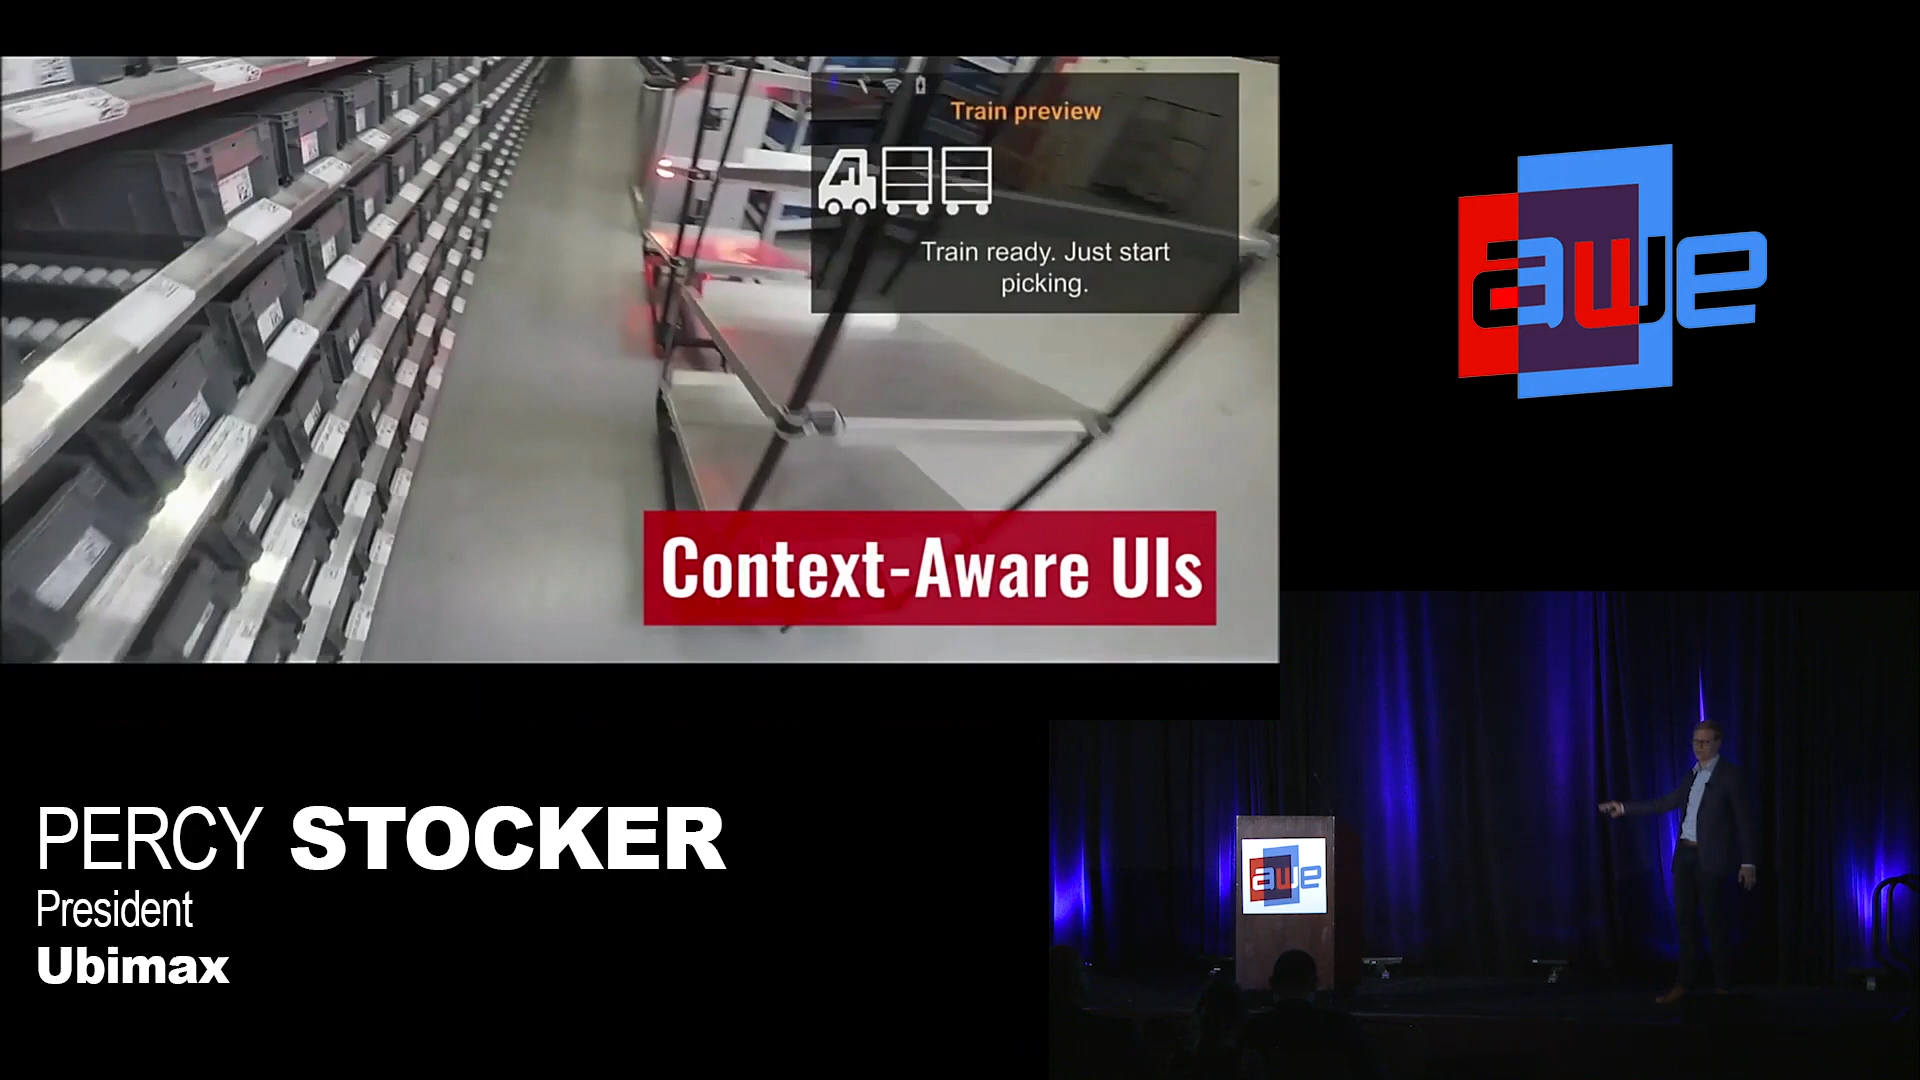 Train preview
Train ready. Just start
picking.
Context-Aware UIs
awe
PERCY STOCKER
President
Ubimax
awe